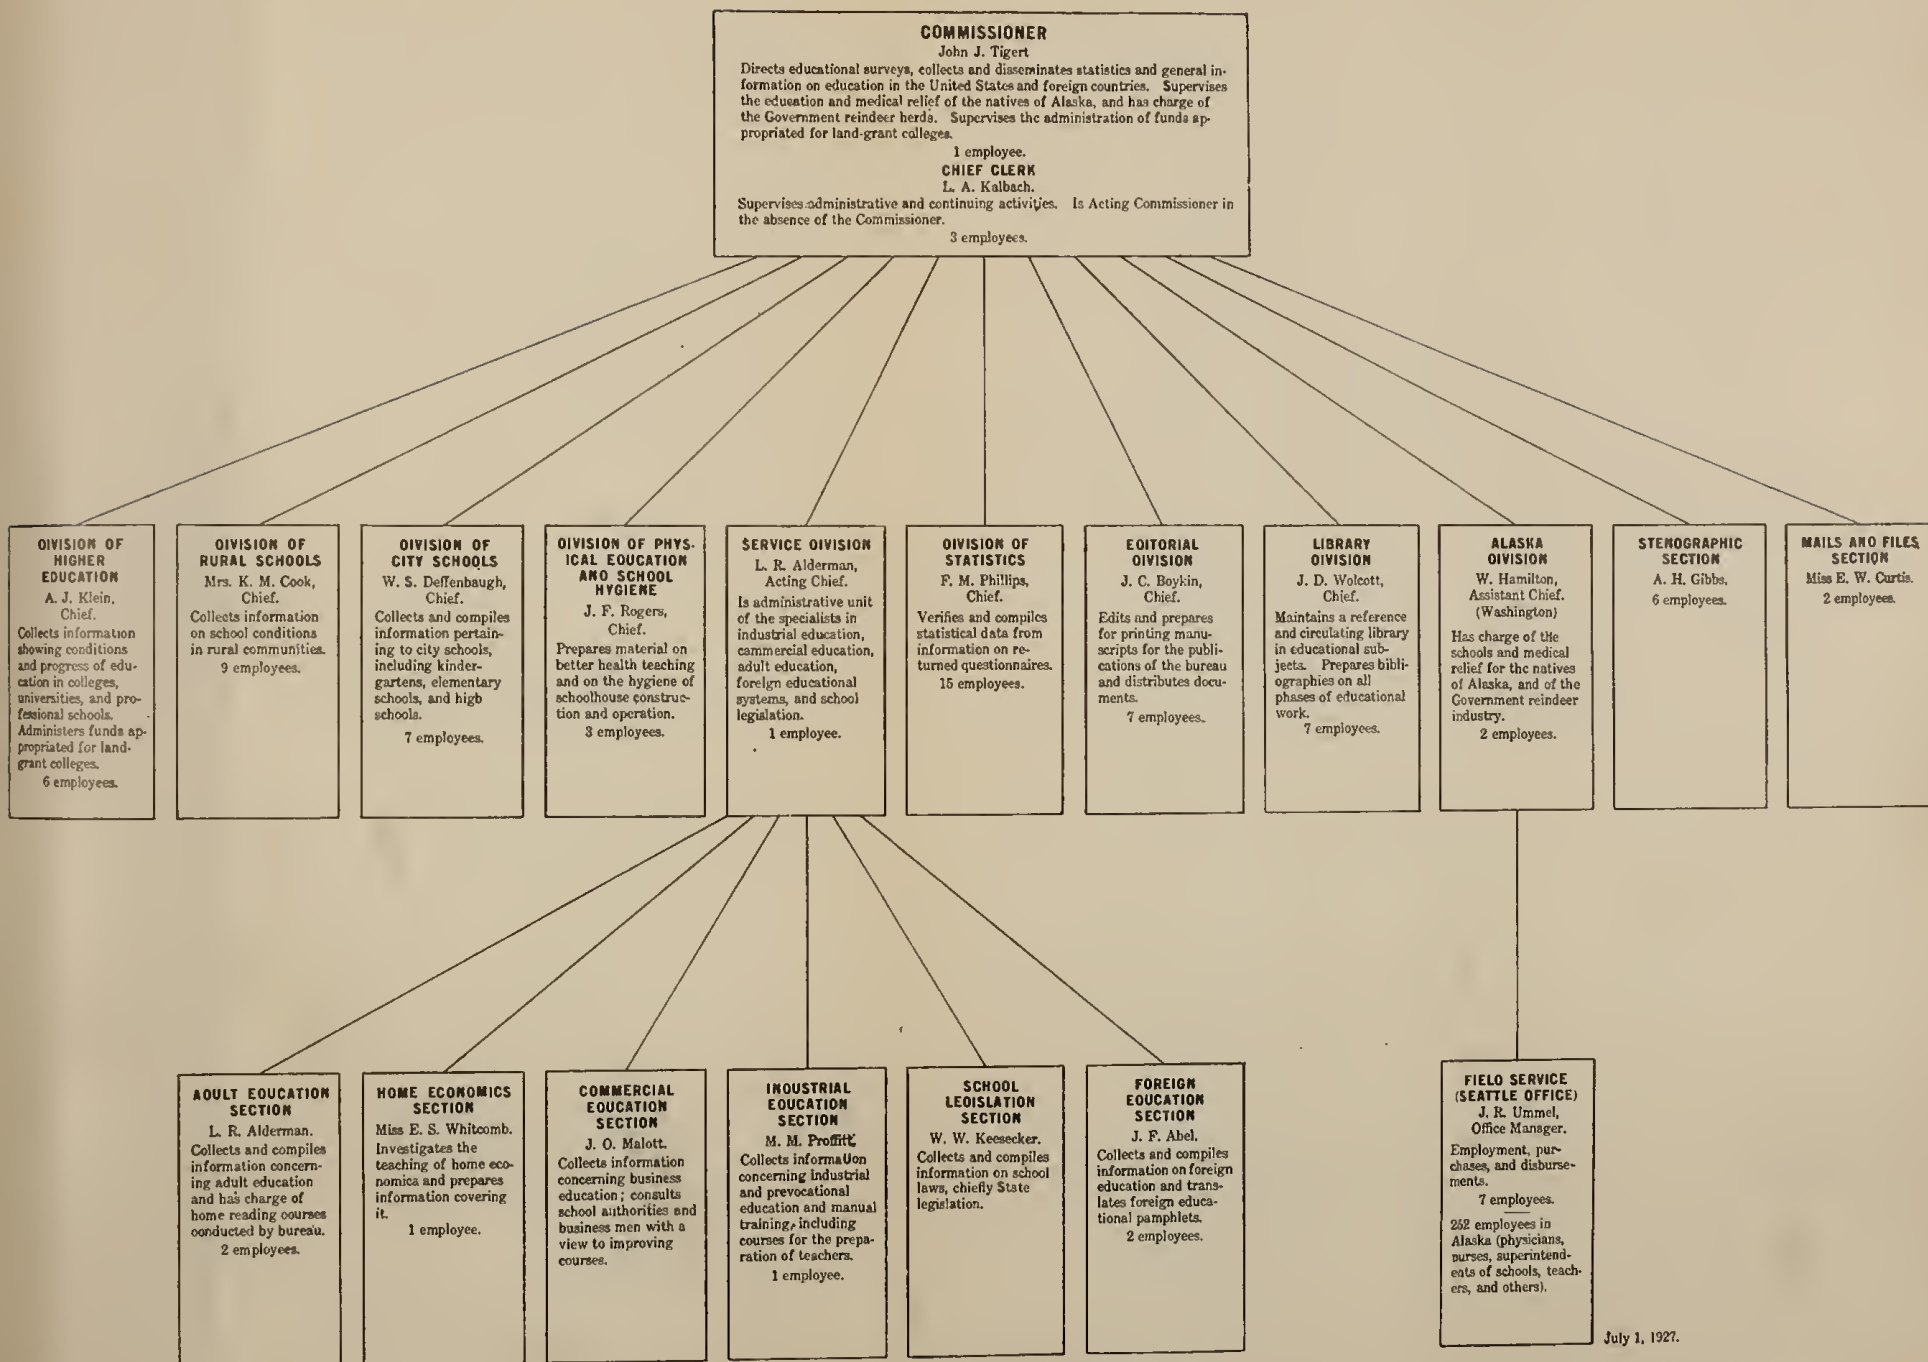 COMMISSIONER
John J. Tigert
Directs educational surveys, collects and disseminates statistics and general in-
formation on education in the United States and foreign countries. Supervises
the education and medical relief of the natives of Alaska, and has charge of
the Government reindeer herds. Supervises the administration of funds ap-
propriated for land-grant colleges.
1 employee.
CHIEF CLERK
L. A. Kalbach.
Supervises administrative and continuing activities. Is Acting Commissioner in
the absence of the Commissioner.
3 employees.
DIVISION OF
HIGHER
EDUCATION
A. J. Klein,
Chief.
Collects information
showing conditions
and progress of edu-
cation in colleges,
universities, and pro-
fessional schools.
Administers funds ap-
propriated for land-
grant colleges.
6 employees.
DIVISION OF
RURAL SCHOOLS
Mrs. K. M. Cook,
Chief.
Collects information
on school conditions
in rural communities.
9 employees.
DIVISION OF
CITY SCHOOLS
W. S. Deffenbaugh,
Chief.
Collects and compiles
information pertain-
ing to city schools,
including kinder-
gartens, elementary
schools, and high
schools.
7 employees.
DIVISION OF PHYS-
ICAL EDUCATION
AND SCHOOL
HYGIENE
J. F. Rogers,
Chief.
Prepares material on
better health teaching
and on the hygiene of
schoolhouse construc-
tion and operation.
3 employees.
SERVICE DIVISION
L. R. Alderman,
Acting Chief.
Is administrative unit
of the specialists in
industrial education,
commercial education,
adult education,
foreign educational
systems, and school
legislation.
1 employee.
DIVISION OF
STATISTICS
F. M. Phillips,
Chief.
Verifies and compiles
statistical data from
information on re-
turned questionnaires.
15 employees.
EDITORIAL
DIVISION
J. C. Boykin,
Chief.
Edits and prepares
for printing manu-
scripts for the publi-
cations of the bureau
and distributes docu-
ments.
7 employees.
LIBRARY
DIVISION
J. D. Wolcott,
Chief.
Maintains a reference
and circulating library
in educational sub-
jects. Prepares bibli-
ographies on all
phases of educational
work.
7 employees.
ALASKA
DIVISION
W. Hamilton,
Assistant Chief.
(Washington)
Has charge of the
schools and medical
relief for the natives
of Alaska, and of the
Government reindeer
industry.
2 employees.
STENOGRAPHIC
SECTION
A. H. Gibbs.
6 employees.
MAILS AND FILES
SECTION
Miss E. W. Curtis.
2 employees.
ADULT EDUCATION
SECTION
L. R. Alderman.
Collects and compiles
information concern-
ing adult education
and has charge of
home reading courses
conducted by bureau.
2 employees.
HOME ECONOMICS
SECTION
Miss E. S. Whitcomb.
Investigates the
teaching of home eco-
nomics and prepares
information covering
it.
1 employee.
COMMERCIAL
EDUCATION
SECTION
J. O. Malott.
Collects information
concerning business
education; consults
school authorities and
business men with a
view to improving
courses.
INDUSTRIAL
EDUCATION
SECTION
M. M. Proffitt.
Collects information
concerning industrial
and prevocational
education and manual
training, including
courses for the prepa-
ration of teachers.
1 employee.
SCHOOL
LEGISLATION
SECTION
W. W. Keesecker.
Collects and compiles
information on school
laws, chiefly State
legislation.
FOREIGN
EDUCATION
SECTION
J. F. Abel.
Collects and compiles
information on foreign
education and trans-
lates foreign educa-
tional pamphlets.
2 employees.
FIELD SERVICE
(SEATTLE OFFICE)
J. R. Ummel,
Office Manager.
Employment, pur-
chases, and disburse-
ments.
7 employees.
252 employees in
Alaska (physicians,
nurses, superintend-
ents of schools, teach-
ers, and others).
July 1, 1927.